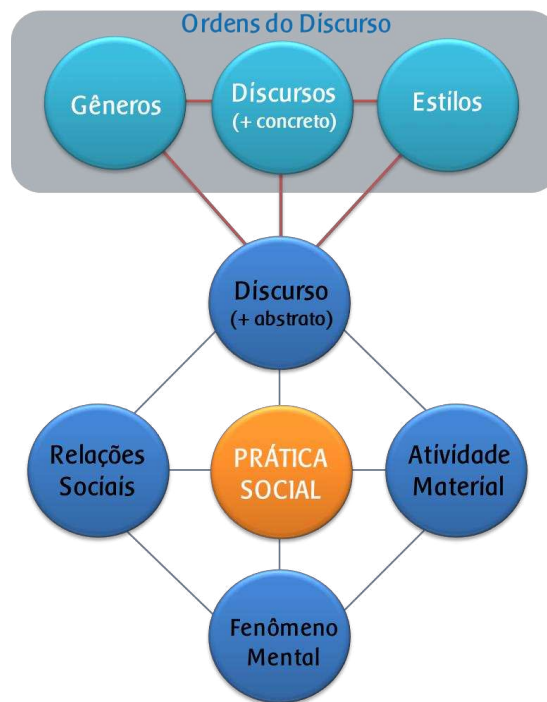 Ordens do Discurso
Gêneros
Discursos
(+ concreto)
Estilos
Discurso
(+ abstrato)
Relações
Sociais
PRÁTICA
SOCIAL
Atividade
Material
Fenômeno
Mental